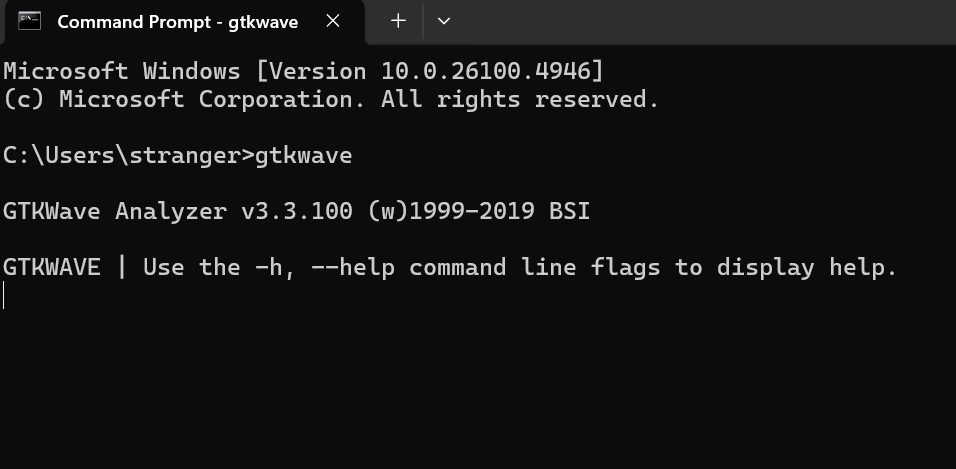 Command Prompt - gtkwave
Microsoft Windows [Version 10.0.26100.4946]
(c) Microsoft Corporation. All rights reserved.
C:\Users\stranger>gtkwave
GTKWave Analyzer v3.3.100 (w)1999-2019 BSI
GTKWAVE | Use the -h, --help command line flags to display help.